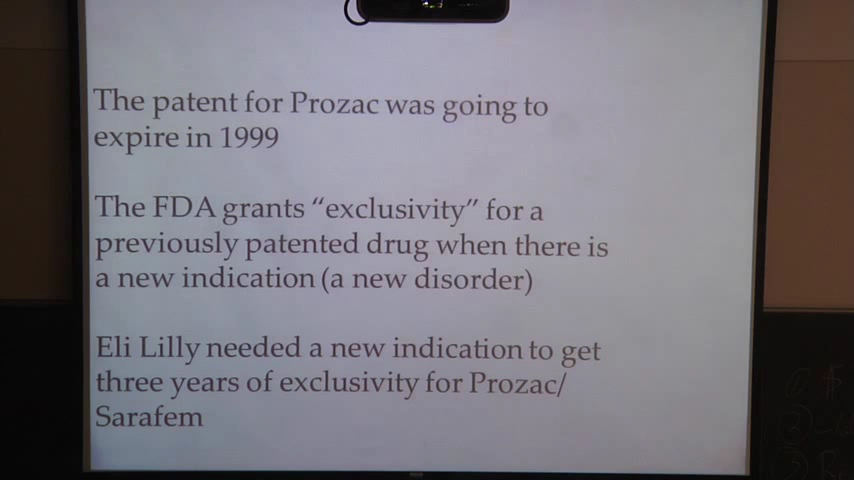 The patent for Prozac was going to
expire in 1999
The FDA grants “exclusivity” for a
previously patented drug when there is
a new indication (a new disorder)
Eli Lilly needed a new indication to get
three years of exclusivity for Prozac/
Sarafem